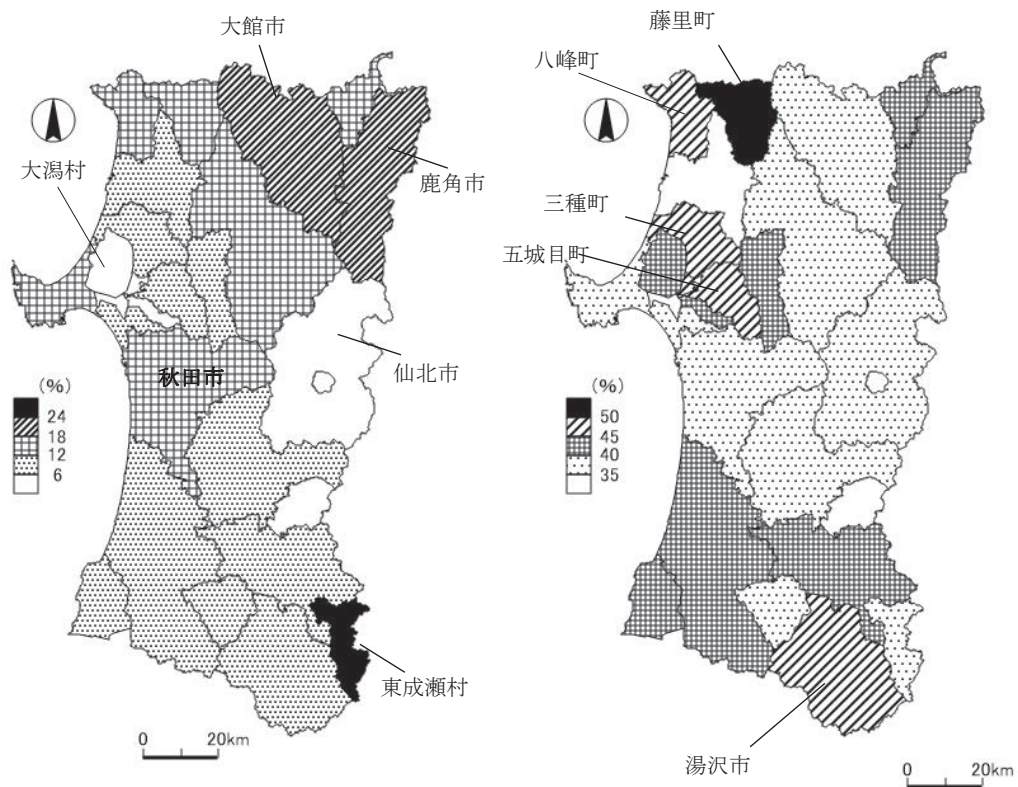 大館市
大潟村
鹿角市
仙北市
秋田市
(%)
24
18
12
6
東成瀬村
0 20km
藤里町
八峰町
三種町
五城目町
(%)
50
45
40
35
湯沢市
0 20km